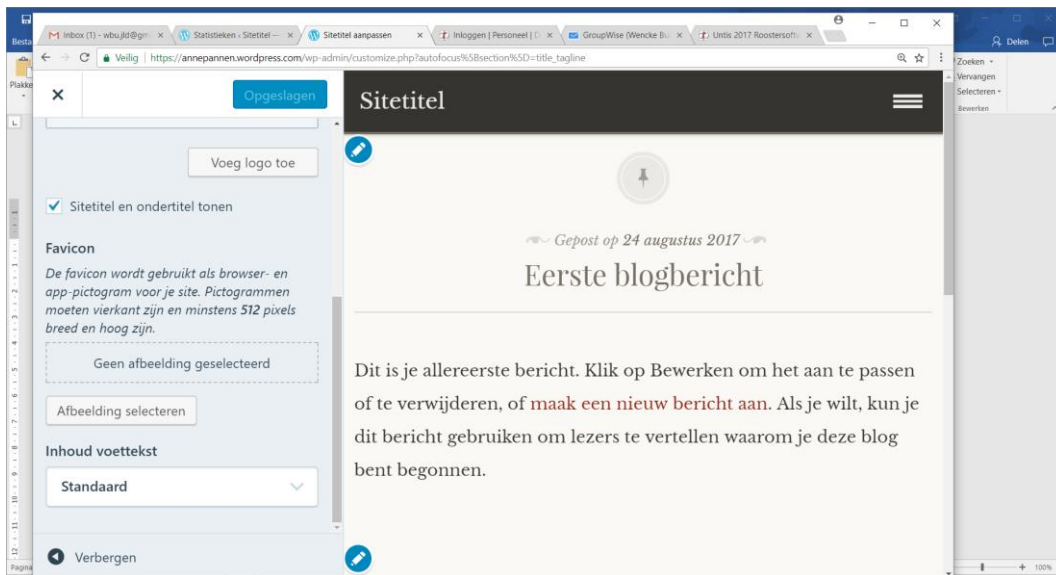 Besta
Inbox (1) - wbu.jld@gm
Statistieken ‹ Sitetitel —
Sitetitel aanpassen
Inloggen | Personeel | D
GroupWise (Wencke Bu
Untis 2017 Roostersoftw
Delen
Veilig | https://annepannen.wordpress.com/wp-admin/customize.php?autofocus%5Bsection%5D=title_tagline
Zoeken
Vervangen
Selecteren
Bewerken
Plakke
Opgeslagen
Sitetitel
Voeg logo toe
Sitetitel en ondertitel tonen
Favicon
De favicon wordt gebruikt als browser- en
app-pictogram voor je site. Pictogrammen
moeten vierkant zijn en minstens 512 pixels
breed en hoog zijn.
Geen afbeelding geselecteerd
Afbeelding selecteren
Inhoud voettekst
Standaard
Verbergen
Gepost op 24 augustus 2017
Eerste blogbericht
Dit is je allereerste bericht. Klik op Bewerken om het aan te passen
of te verwijderen, of maak een nieuw bericht aan. Als je wilt, kun je
dit bericht gebruiken om lezers te vertellen waarom je deze blog
bent begonnen.
Pagina
100%